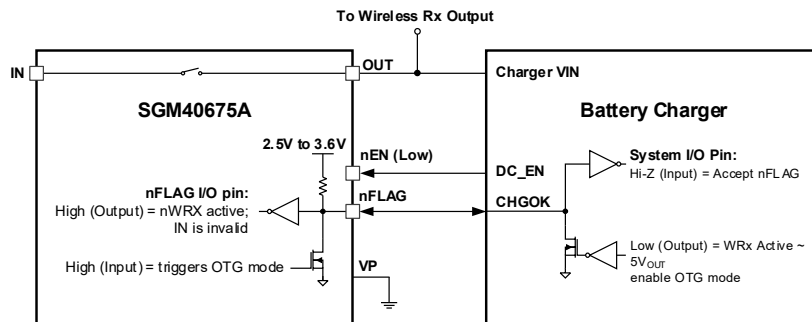 To Wireless Rx Output
IN
OUT
Charger VIN
SGM40675A
Battery Charger
2.5V to 3.6V
nEN (Low)
DC_EN
System I/O Pin:
Hi-Z (Input) = Accept nFLAG
nFLAG I/O pin:
High (Output) = nWRX active;
IN is invalid
nFLAG
CHGOK
High (Input) = triggers OTG mode
VP
Low (Output) = WRx Active ~
5VOUT
enable OTG mode